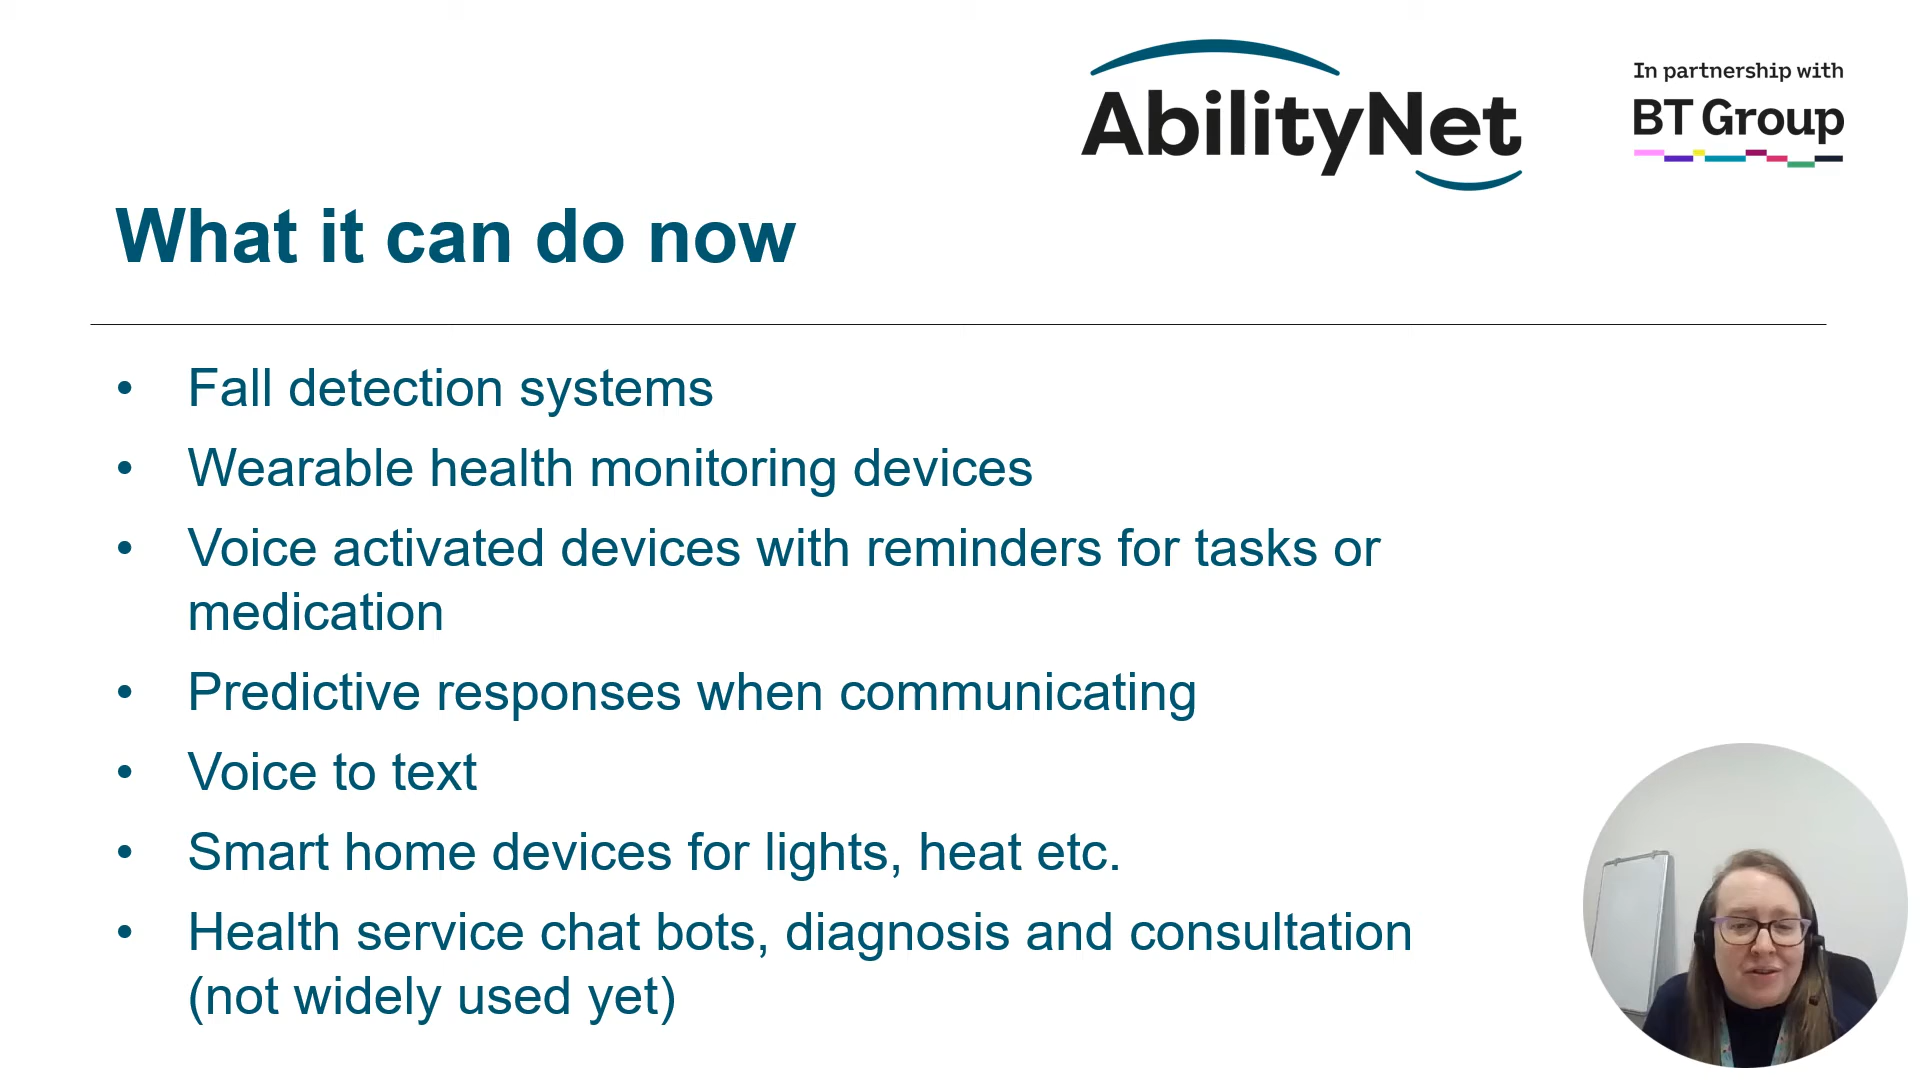 AbilityNet
In partnership with
BT Group
What it can do now
• Fall detection systems
• Wearable health monitoring devices
• Voice activated devices with reminders for tasks or
medication
• Predictive responses when communicating
• Voice to text
• Smart home devices for lights, heat etc.
• Health service chat bots, diagnosis and consultation
(not widely used yet)